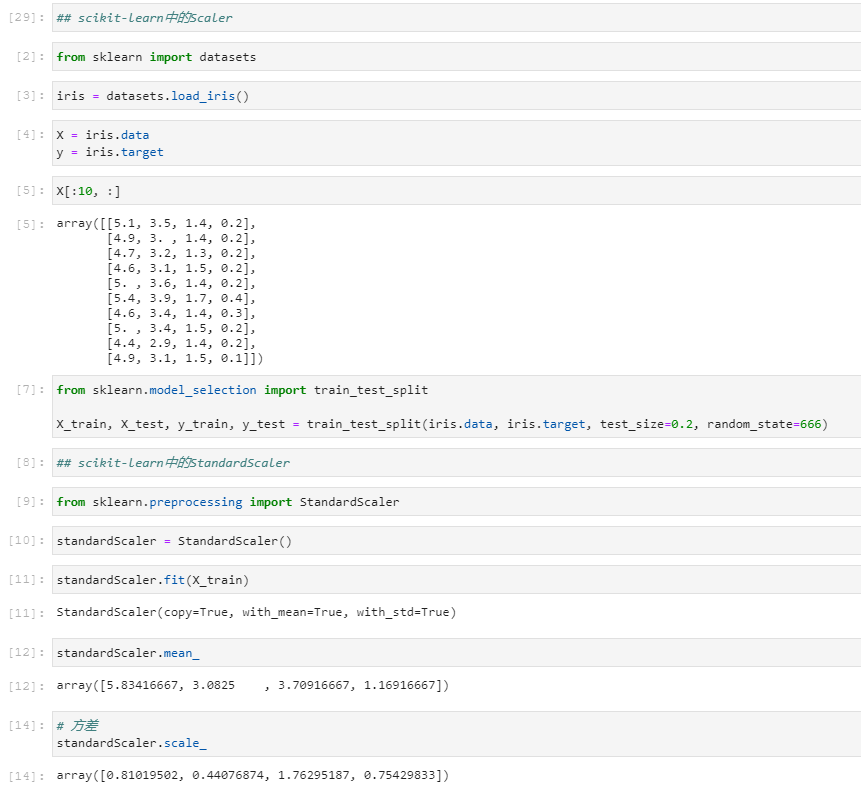 [29]: ## scikit-learn中的Scaler
[2]: from sklearn import datasets
[3]: iris = datasets.load_iris()
[4]: X = iris.data
y = iris.target
[5]: X[:10, :]
[5]: array([[5.1, 3.5, 1.4, 0.2],
[4.9, 3. , 1.4, 0.2],
[4.7, 3.2, 1.3, 0.2],
[4.6, 3.1, 1.5, 0.2],
[5. , 3.6, 1.4, 0.2],
[5.4, 3.9, 1.7, 0.4],
[4.6, 3.4, 1.4, 0.3],
[5. , 3.4, 1.5, 0.2],
[4.4, 2.9, 1.4, 0.2],
[4.9, 3.1, 1.5, 0.1]])
[7]: from sklearn.model_selection import train_test_split
X_train, X_test, y_train, y_test = train_test_split(iris.data, iris.target, test_size=0.2, random_state=666)
[8]: ## scikit-learn中的StandardScaler
[9]: from sklearn.preprocessing import StandardScaler
[10]: standardScaler = StandardScaler()
[11]: standardScaler.fit(X_train)
[11]: StandardScaler(copy=True, with_mean=True, with_std=True)
[12]: standardScaler.mean_
[12]: array([5.83416667, 3.0825    , 3.70916667, 1.16916667])
[14]: # 方差
standardScaler.scale_
[14]: array([0.81019502, 0.44076874, 1.76295187, 0.75429833])